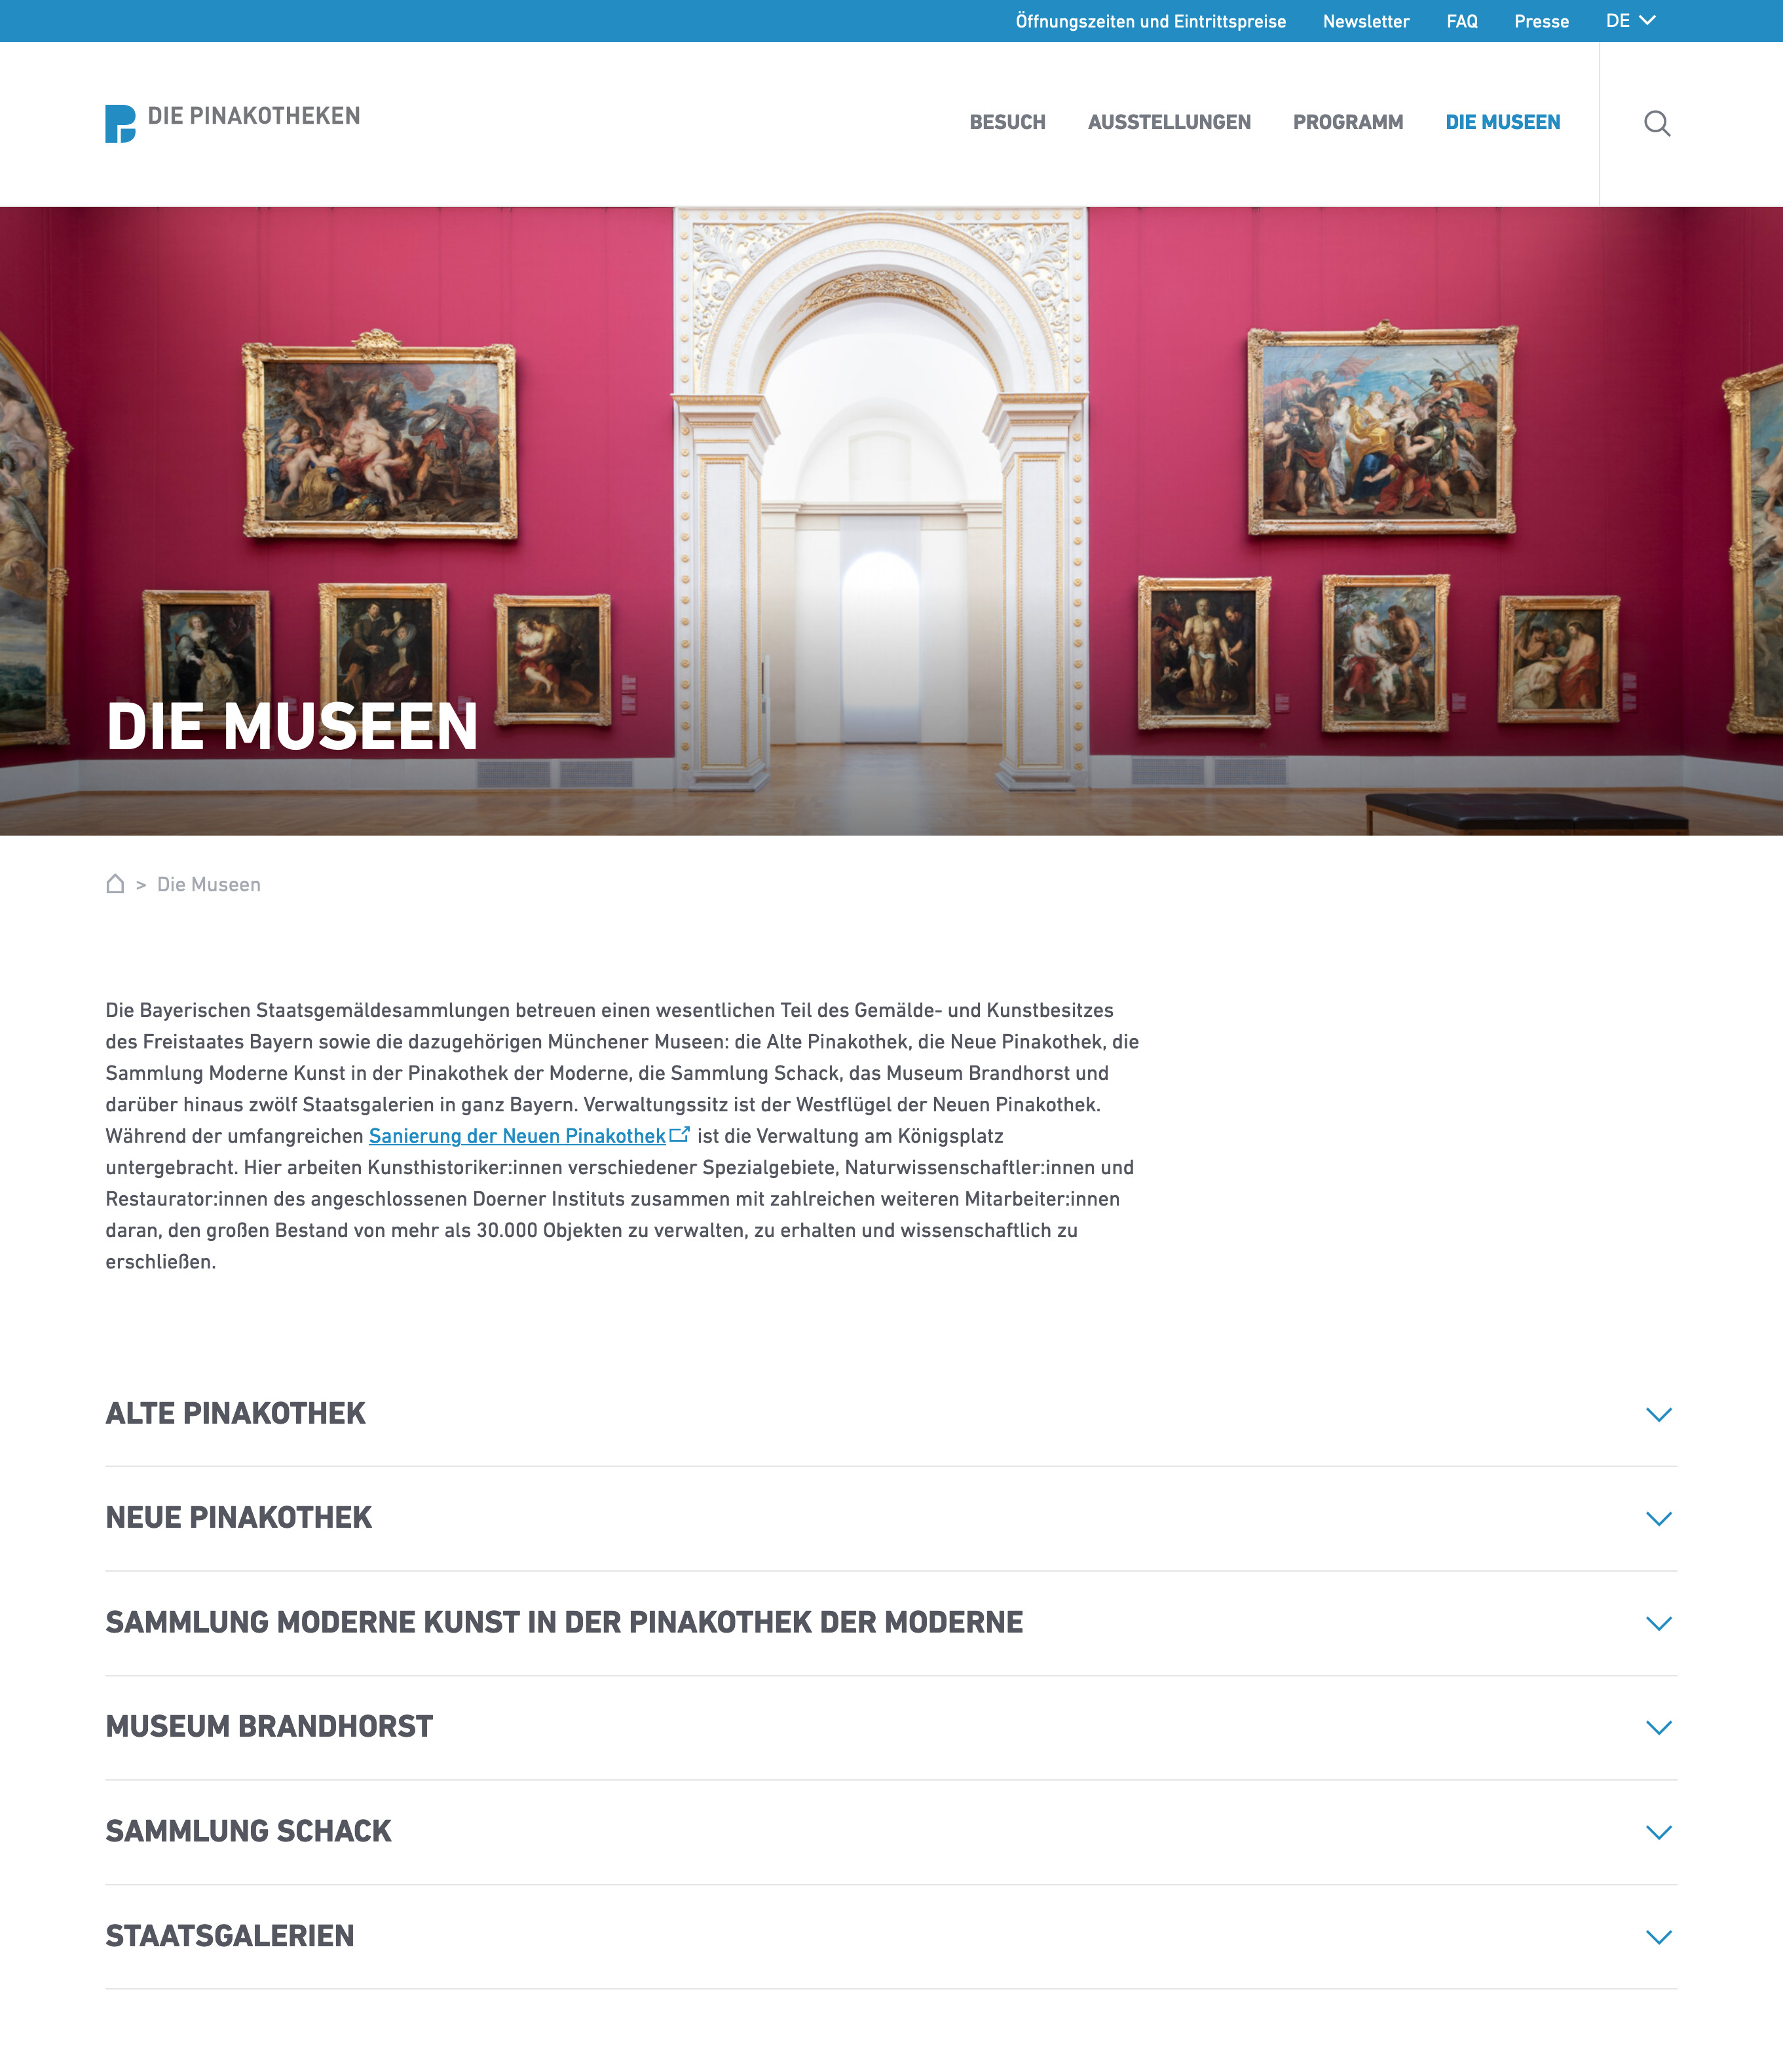 Öffnungszeiten und Eintrittspreise Newsletter FAQ Presse DE
DIE PINAKOTHEKEN
BESUCH AUSSTELLUNGEN PROGRAMM DIE MUSEEN
DIE MUSEEN
> Die Museen
Die Bayerischen Staatsgemäldesammlungen betreuen einen wesentlichen Teil des Gemälde- und Kunstbesitzes
des Freistaates Bayern sowie die dazugehörigen Münchener Museen: die Alte Pinakothek, die Neue Pinakothek, die
Sammlung Moderne Kunst in der Pinakothek der Moderne, die Sammlung Schack, das Museum Brandhorst und
darüber hinaus zwölf Staatsgalerien in ganz Bayern. Verwaltungssitz ist der Westflügel der Neuen Pinakothek.
Während der umfangreichen Sanierung der Neuen Pinakothek ist die Verwaltung am Königsplatz
untergebracht. Hier arbeiten Kunsthistoriker:innen verschiedener Spezialgebiete, Naturwissenschaftler:innen und
Restaurator:innen des angeschlossenen Doerner Instituts zusammen mit zahlreichen weiteren Mitarbeiter:innen
daran, den großen Bestand von mehr als 30.000 Objekten zu verwalten, zu erhalten und wissenschaftlich zu
erschließen.
ALTE PINAKOTHEK
NEUE PINAKOTHEK
SAMMLUNG MODERNE KUNST IN DER PINAKOTHEK DER MODERNE
MUSEUM BRANDHORST
SAMMLUNG SCHACK
STAATSGALERIEN